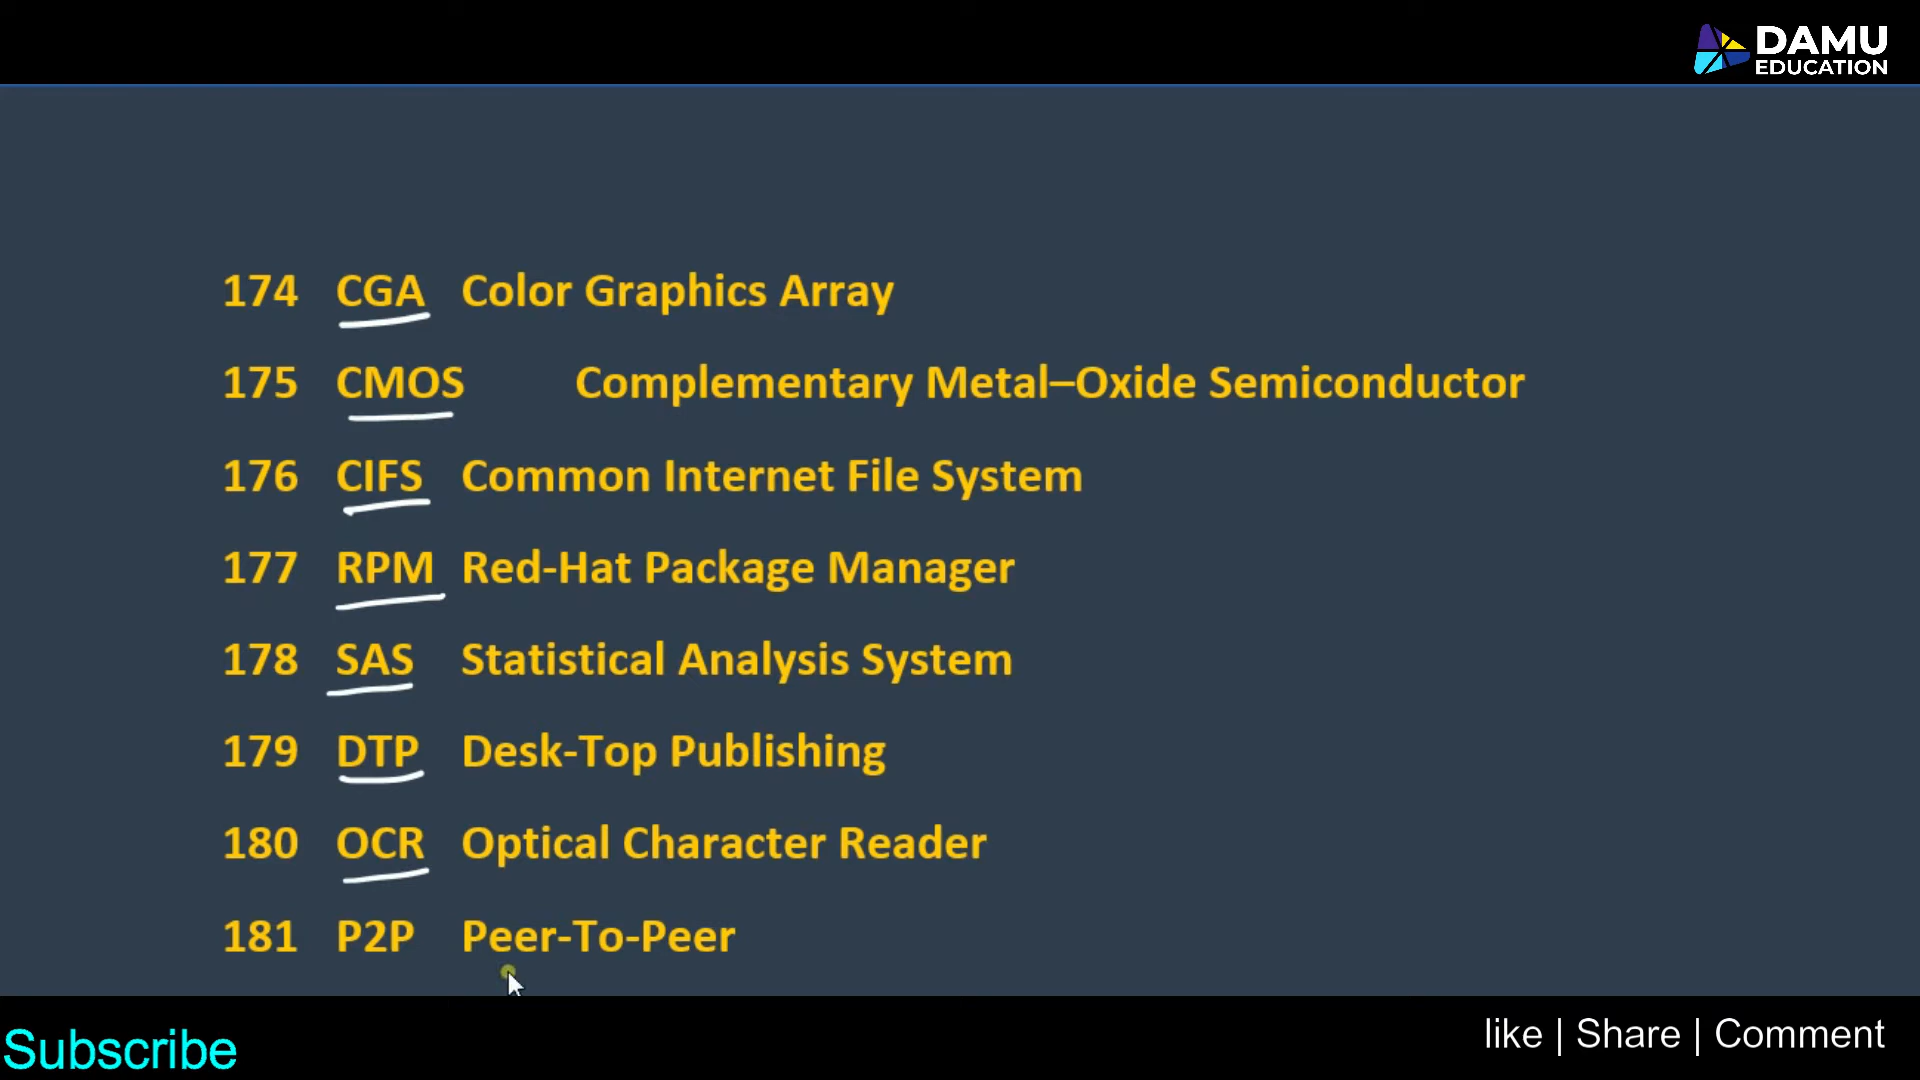 DAMU
EDUCATION
174 CGA Color Graphics Array
175 CMOS Complementary Metal–Oxide Semiconductor
176 CIFS Common Internet File System
177 RPM Red-Hat Package Manager
178 SAS Statistical Analysis System
179 DTP Desk-Top Publishing
180 OCR Optical Character Reader
181 P2P Peer-To-Peer
Subscribe
like | Share | Comment